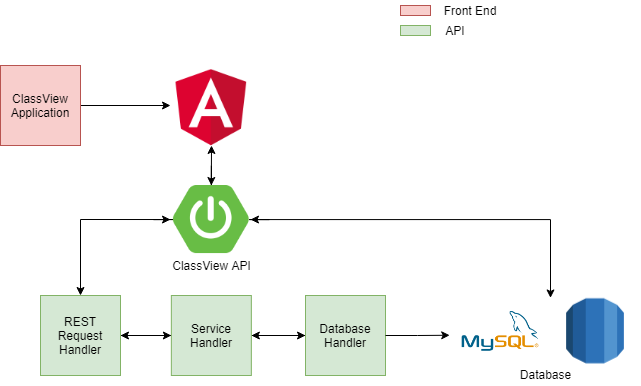 Front End
API
ClassView
Application
A
ClassView API
REST
Request
Handler
Service
Handler
Database
Handler
MySQL
Database